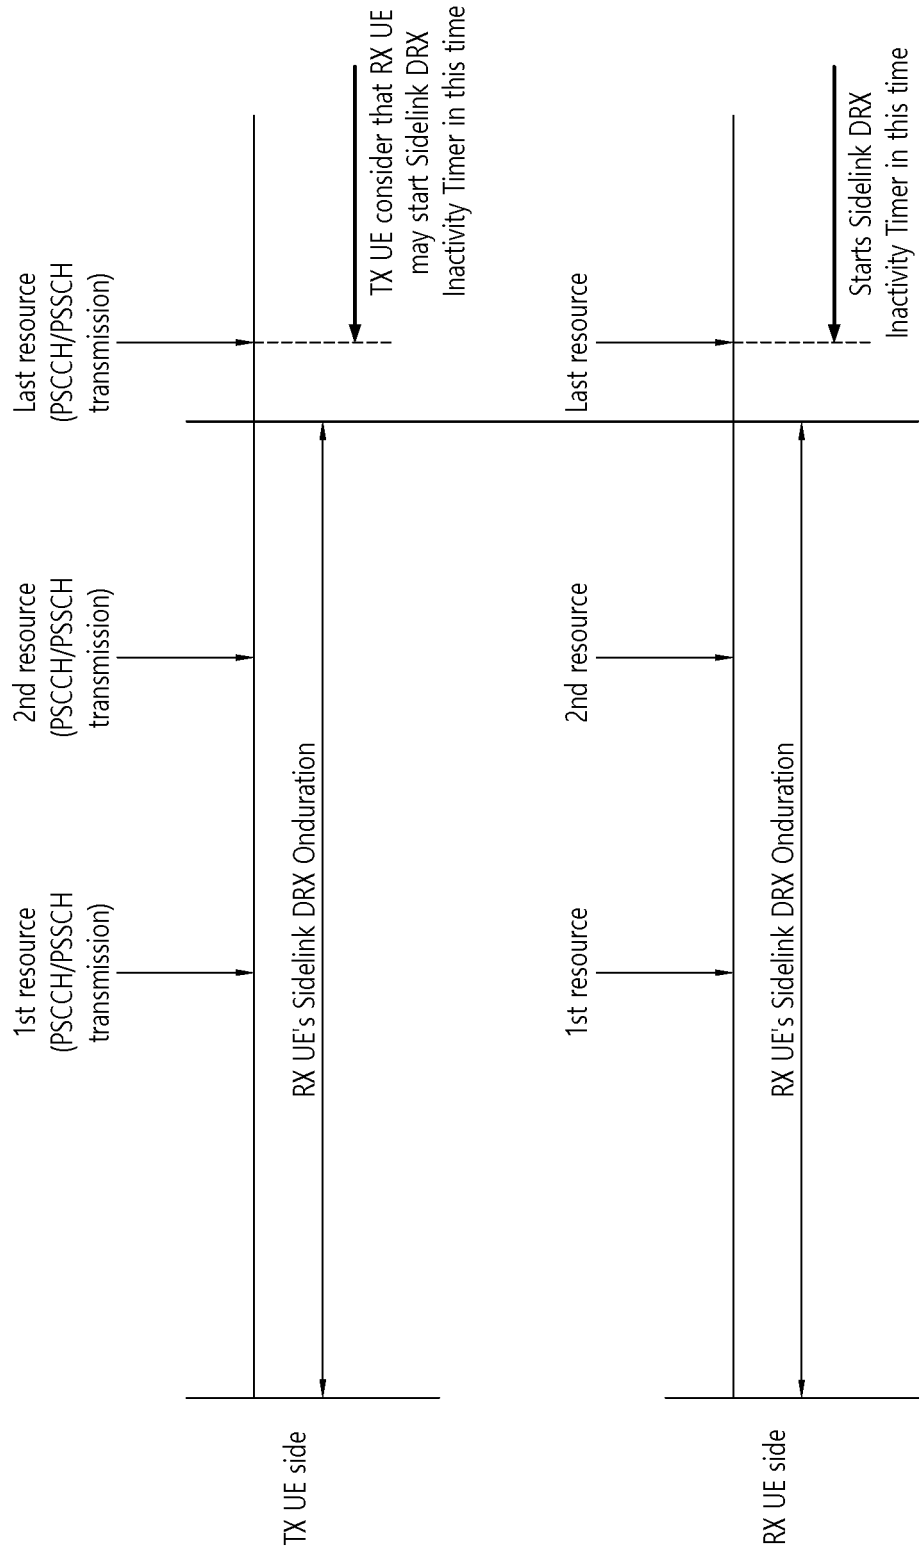 TX UE side
1st resource
(PSCCH/PSSCH
transmission)
2nd resource
(PSCCH/PSSCH
transmission)
Last resource
(PSCCH/PSSCH
transmission)
RX UE's Sidelink DRX Onduration
TX UE consider that RX UE
may start Sidelink DRX
Inactivity Timer in this time
RX UE side
1st resource
2nd resource
Last resource
RX UE's Sidelink DRX Onduration
Starts Sidelink DRX
Inactivity Timer in this time